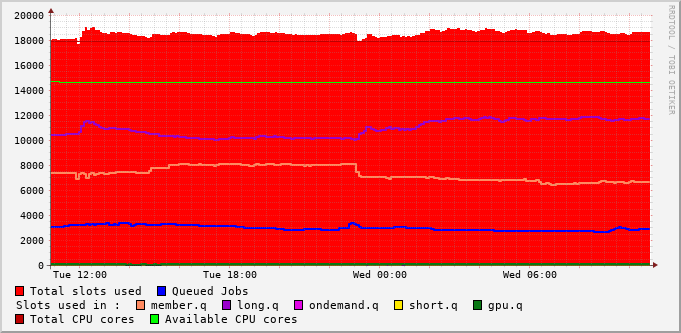 20000
18000
16000
14000
12000
10000
8000
6000
4000
2000
0
Tue 12:00 Tue 18:00 Wed 00:00 Wed 06:00
RRDTOOL / TOBI OETIKER
Total slots used Queued Jobs
Slots used in : member.q long.q ondemand.q short.q gpu.q
Total CPU cores Available CPU cores